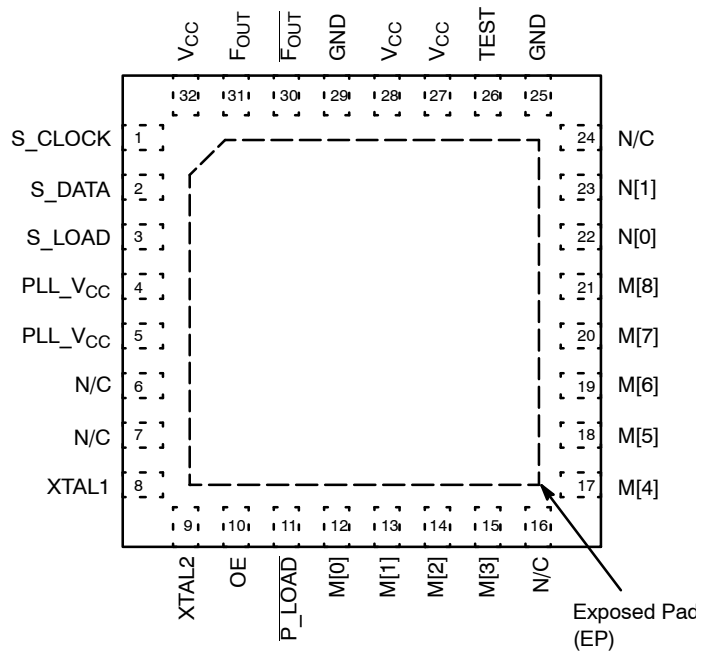 VCC FOUT FOUT GND VCC VCC TEST GND
32 31 30 29 28 27 26 25
S_CLOCK 1 24 N/C
S_DATA 2 23 N[1]
S_LOAD 3 22 N[0]
PLL_VCC 4 21 M[8]
PLL_VCC 5 20 M[7]
N/C 6 19 M[6]
N/C 7 18 M[5]
XTAL1 8 17 M[4]
9 10 11 12 13 14 15 16
XTAL2 OE P_LOAD M[0] M[1] M[2] M[3] N/C
Exposed Pad
(EP)